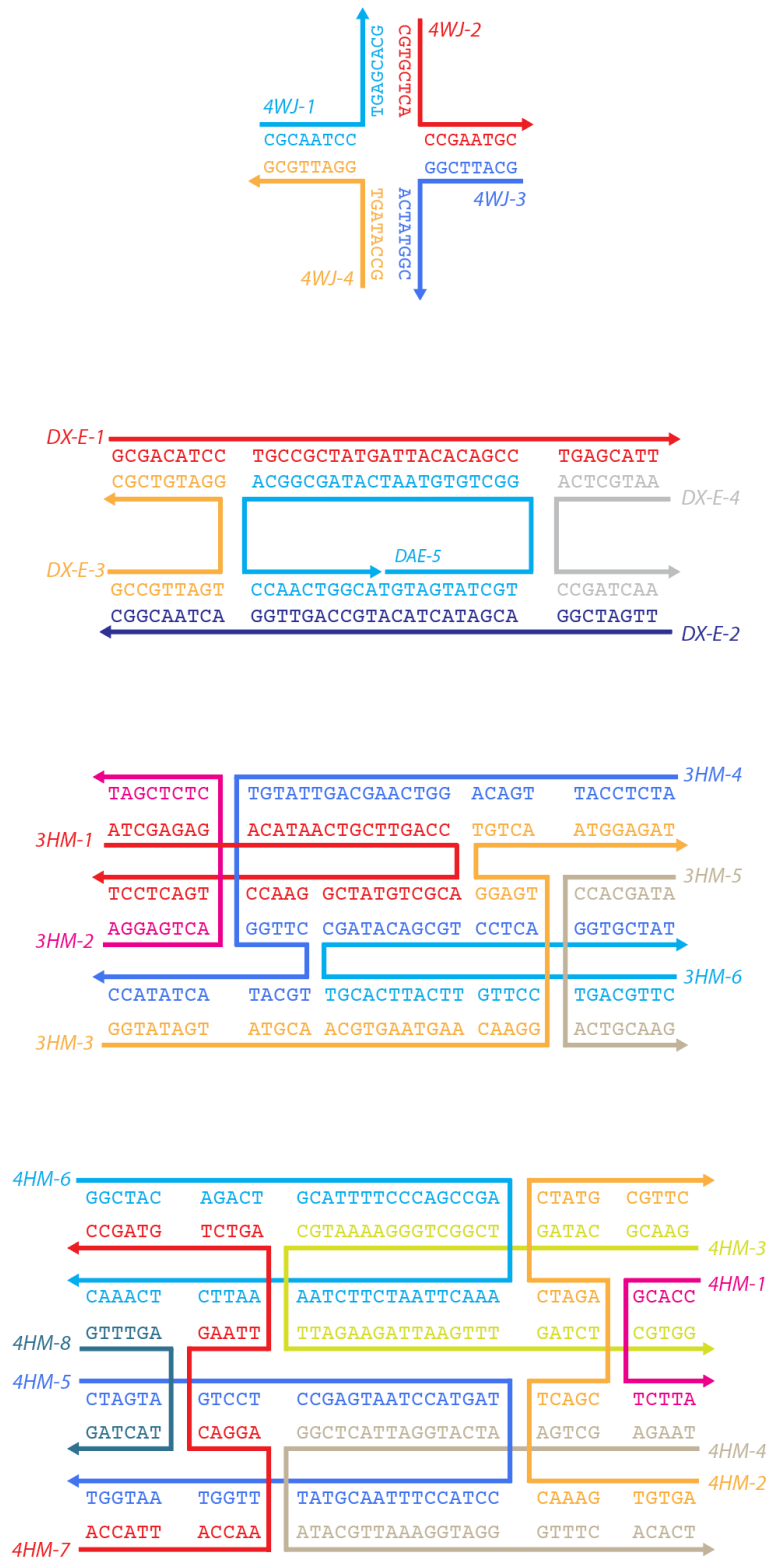 4WJ-2
TGAGCACG CGTGCTCA
4WJ-1
CGCAATCC CCGAATGC
GCGTTAGG GGCTTACG
4WJ-3
TGATACCG ACTATGGC
4WJ-4
DX-E-1
GCGACATCC TGCCGCTATGATTACACAGCC TGAGCATT
CGCTGTAGG ACGGCGATACTAATGTGTCGG ACTCGTAA
DX-E-4
DAE-5
DX-E-3
GCCGTTAGT CCAACTGGCATGTAGTATCGT CCGATCAA
CGGCAATCA GGTTGACCGTACATCATAGCA GGCTAGTT
DX-E-2
3HM-4
TAGCTCTC TGTATTGACGAACTGG ACAGT TACCTCTA
ATCGAGAG ACATAACTGCTTGACC TGTCA ATGGAGAT
3HM-1
3HM-5
TCCTCAGT CCAAG GCTATGTCGCA GGAGT CCACGATA
AGGAGTCA GGTTC CGATACAGCGT CCTCA GGTGCTAT
3HM-2
3HM-6
CCATATCA TACGT TGCACTTACTT GTTCC TGACGTTC
GGTATAGT ATGCA ACGTGAATGAA CAAGG ACTGCAAG
3HM-3
4HM-6
GGCTAC AGACT GCATTTTCCCAGCCGA CTATG CGTTC
CCGATG TCTGA CGTAAAAGGGTCGGCT GATAC GCAAG
4HM-3
4HM-1
CAAACT CTTAA AATCTTCTAATTCAAA CTAGA GCACC
GTTTGA GAATT TTAGAAGATTAAGTTT GATCT CGTGG
4HM-8
4HM-5
CTAGTA GTCCT CCGAGTAATCCATGAT TCAGC TCTTA
GATCAT CAGGA GGCTCATTAGGTACTA AGTCG AGAAT
4HM-4
4HM-2
TGGTAA TGGTT TATGCAATTTCCATCC CAAAG TGTGA
ACCATT ACCAA ATACGTTAAAGGTAGG GTTTC ACACT
4HM-7